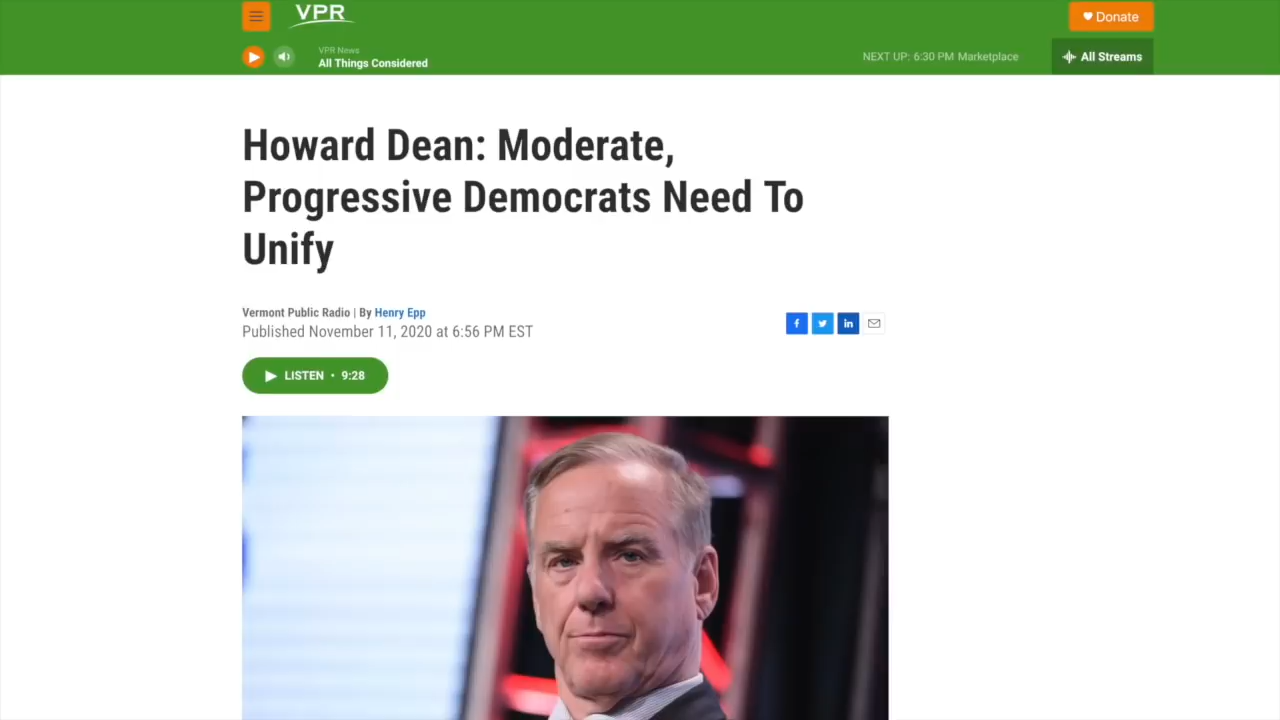 VPR
Donate
VPR News
All Things Considered
NEXT UP: 6:30 PM Marketplace
All Streams
Howard Dean: Moderate,
Progressive Democrats Need To
Unify
Vermont Public Radio | By Henry Epp
Published November 11, 2020 at 6:56 PM EST
f
in
LISTEN • 9:28